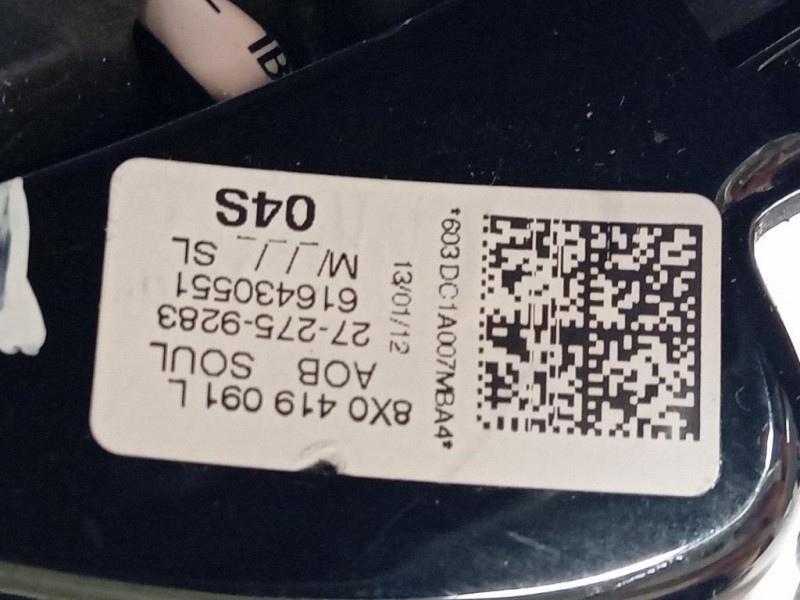 8X0 419 091 L
AOB SOUL
27-275-9283
616430551
M/_/_/_ SL
04S
13/01/12
*603DC1A007MBA4*